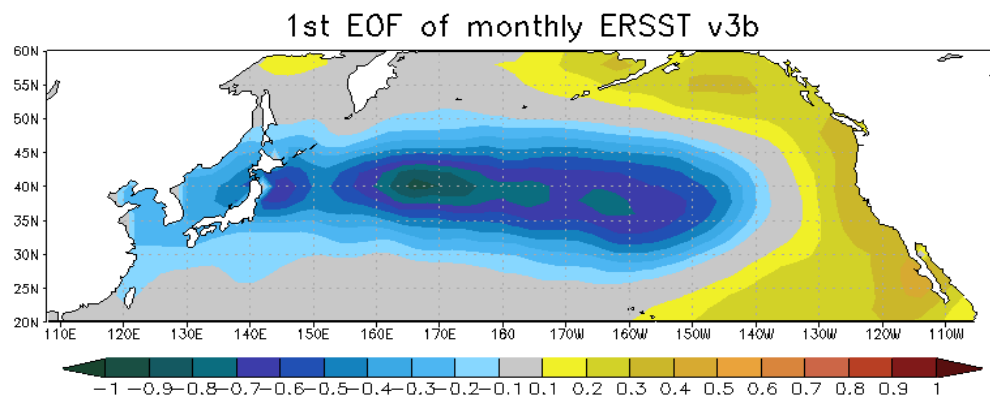 1st EOF of monthly ERSST v3b
60N
55N
50N
45N
40N
35N
30N
25N
20N
110E 120E 130E 140E 150E 160E 170E 180 170W 160W 150W 140W 130W 120W 110W
-1 -0.9 -0.8 -0.7 -0.6 -0.5 -0.4 -0.3 -0.2 -0.1 0.1 0.2 0.3 0.4 0.5 0.6 0.7 0.8 0.9 1